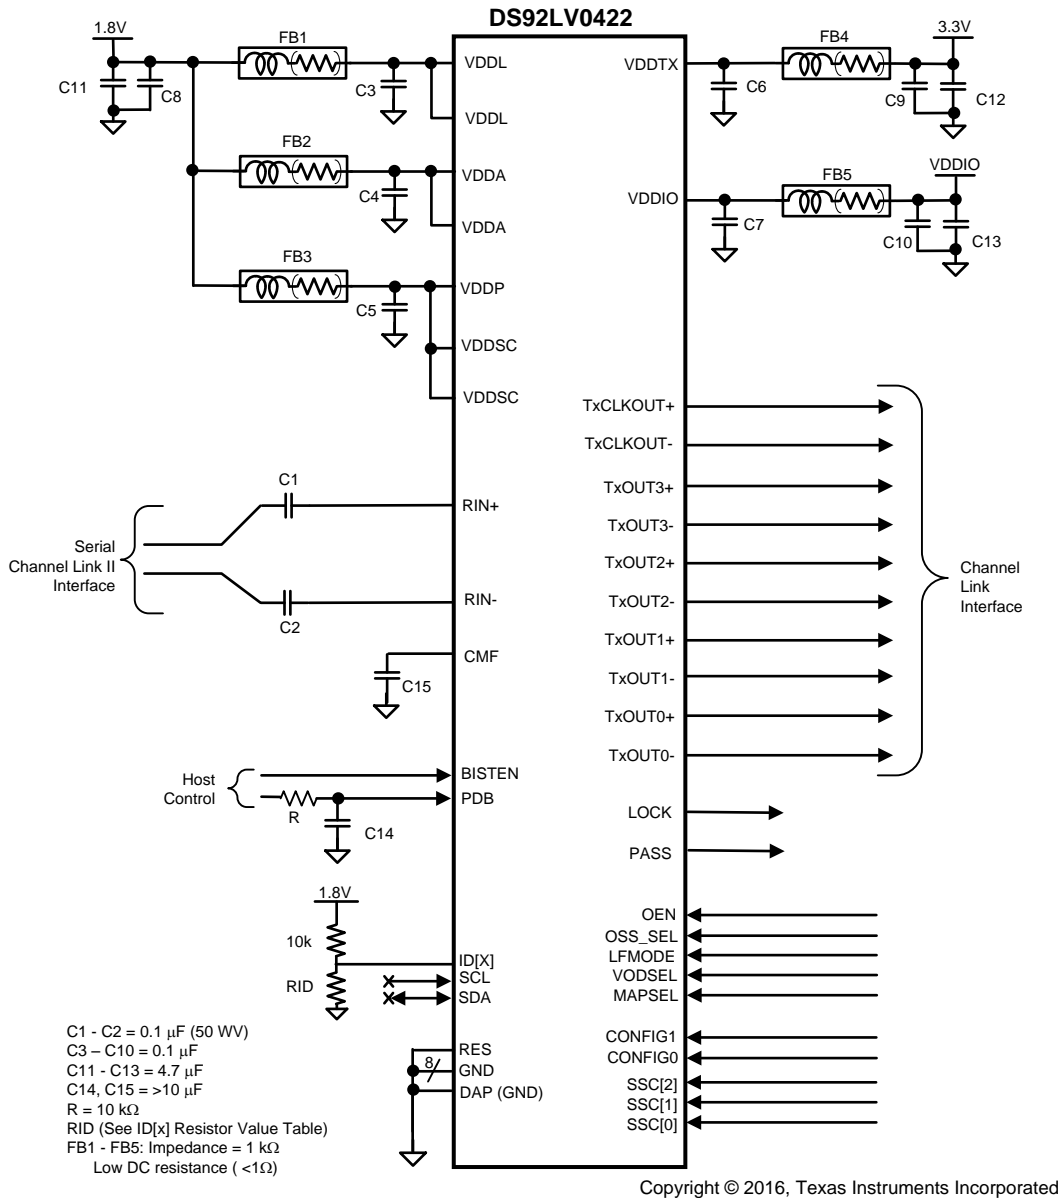 DS92LV0422
1.8V
FB1
VDDL
C11
C8
C3
VDDL
FB2
VDDA
C4
VDDA
FB3
VDDP
C5
VDDSC
VDDSC
FB4
3.3V
VDDTX
C6
C9
C12
VDDIO
FB5
VDDIO
C7
C10
C13
TxCLKOUT+
TxCLKOUT-
TxOUT3+
TxOUT3-
TxOUT2+
TxOUT2-
TxOUT1+
TxOUT1-
TxOUT0+
TxOUT0-
Channel
Link
Interface
C1
RIN+
Serial
Channel Link II
Interface
RIN-
C2
CMF
C15
Host
Control
BISTEN
PDB
R
C14
LOCK
PASS
1.8V
10k
ID[X]
RID
SCL
SDA
OEN
OSS_SEL
LFMODE
VODSEL
MAPSEL
CONFIG1
CONFIG0
SSC[2]
SSC[1]
SSC[0]
RES
8
GND
DAP (GND)
C1 - C2 = 0.1 μF (50 WV)
C3 – C10 = 0.1 μF
C11 - C13 = 4.7 μF
C14, C15 = >10 μF
R = 10 kΩ
RID (See ID[x] Resistor Value Table)
FB1 - FB5: Impedance = 1 kΩ
Low DC resistance ( <1Ω)
Copyright © 2016, Texas Instruments Incorporated